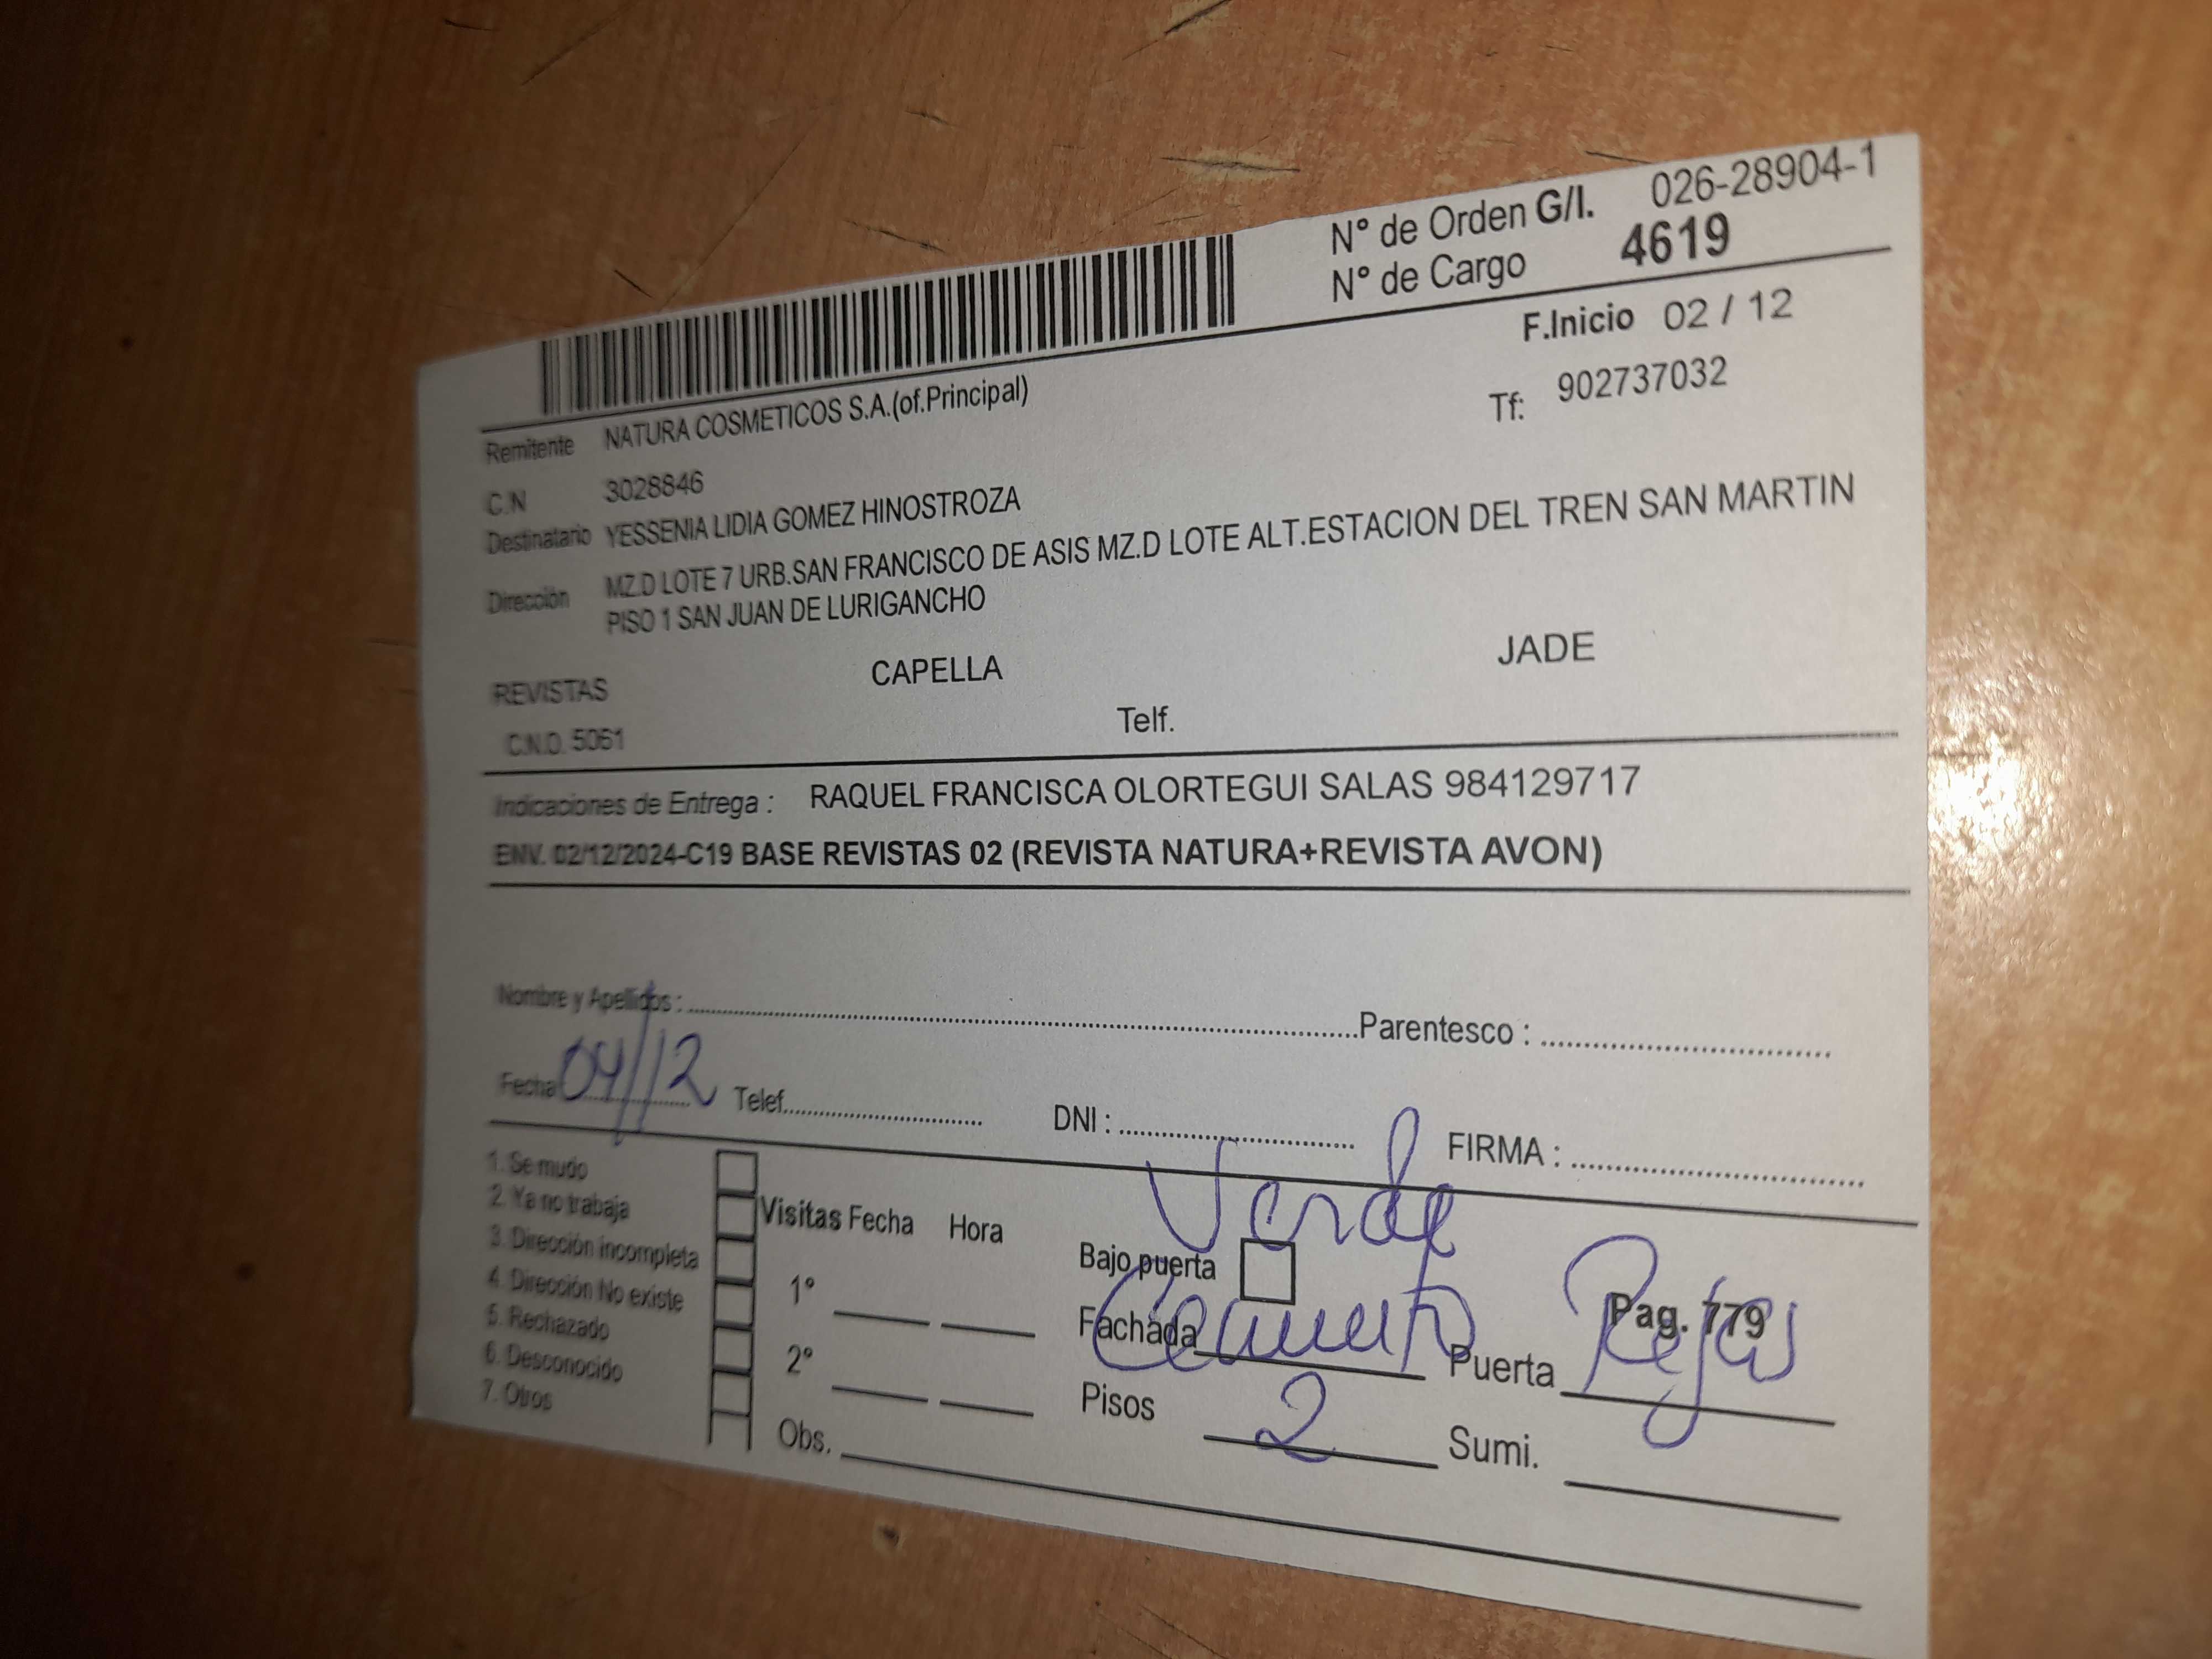 N° de Orden G/I. 026-28904-1
N° de Cargo 4619
F.Inicio 02 / 12
Remitente NATURA COSMETICOS S.A.(of.Principal)
Tf: 902737032
C.N 3028846
Destinatario YESSENIA LIDIA GOMEZ HINOSTROZA
Dirección MZ.D LOTE 7 URB.SAN FRANCISCO DE ASIS MZ.D LOTE ALT.ESTACION DEL TREN SAN MARTIN
PISO 1 SAN JUAN DE LURIGANCHO
REVISTAS CAPELLA JADE
C.N.O. 5061 Telf.
Indicaciones de Entrega : RAQUEL FRANCISCA OLORTEGUI SALAS 984129717
ENV. 02/12/2024-C19 BASE REVISTAS 02 (REVISTA NATURA+REVISTA AVON)
Nombre y Apellidos : Parentesco :
Fecha 04/12 Telef. DNI : FIRMA :
1. Se mudo
2. Ya no trabaja
3. Dirección incompleta
4. Dirección No existe
5. Rechazado
6. Desconocido
7. Otros
Visitas Fecha Hora
1°
2°
Obs.
Verde
Bajo puerta
Fachada Cemento Puerta Rejas
Pag. 779
Pisos 2 Sumi.